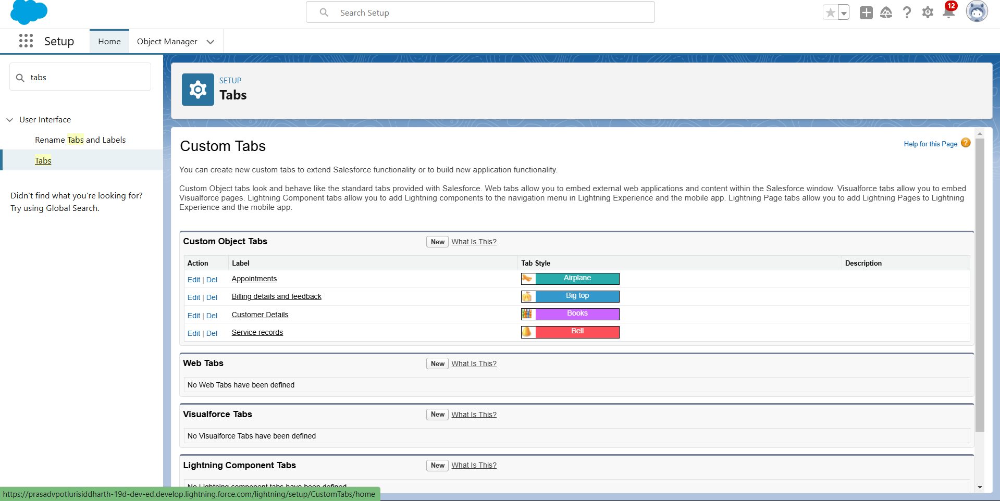 Search Setup
12
Setup
Home
Object Manager
tabs
User Interface
Rename Tabs and Labels
Tabs
Didn't find what you're looking for?
Try using Global Search.
SETUP
Tabs
Custom Tabs
Help for this Page ?
You can create new custom tabs to extend Salesforce functionality or to build new application functionality.
Custom Object tabs look and behave like the standard tabs provided with Salesforce. Web tabs allow you to embed external web applications and content within the Salesforce window. Visualforce tabs allow you to embed
Visualforce pages. Lightning Component tabs allow you to add Lightning components to the navigation menu in Lightning Experience and the mobile app. Lightning Page tabs allow you to add Lightning Pages to Lightning
Experience and the mobile app.
Custom Object Tabs New What Is This?
Action Label Tab Style Description
Edit | Del Appointments Airplane
Edit | Del Billing details and feedback Big top
Edit | Del Customer Details Books
Edit | Del Service records Bell
Web Tabs New What Is This?
No Web Tabs have been defined
Visualforce Tabs New What Is This?
No Visualforce Tabs have been defined
Lightning Component Tabs New What Is This?
No Lightning component tabs have been defined
https://prasadvpotlurisiddharth-19d-dev-ed.develop.lightning.force.com/lightning/setup/CustomTabs/home